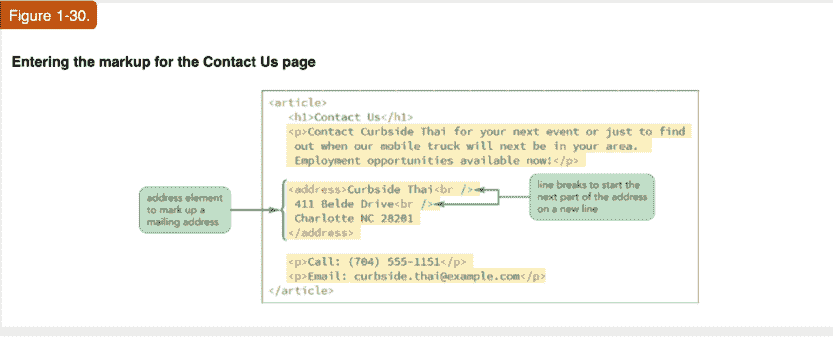 Figure 1-30.
Entering the markup for the Contact Us page
<article>
<h1>Contact Us</h1>
<p>Contact Curbside Thai for your next event or just to find
out when our mobile truck will next be in your area.
Employment opportunities available now!</p>
<address>Curbside Thai<br />
411 Belde Drive<br />
Charlotte NC 28201
</address>
<p>Call: (704) 555-1151</p>
<p>Email: curbside.thai@example.com</p>
</article>
address element
to mark up a
mailing address
line breaks to start the
next part of the address
on a new line